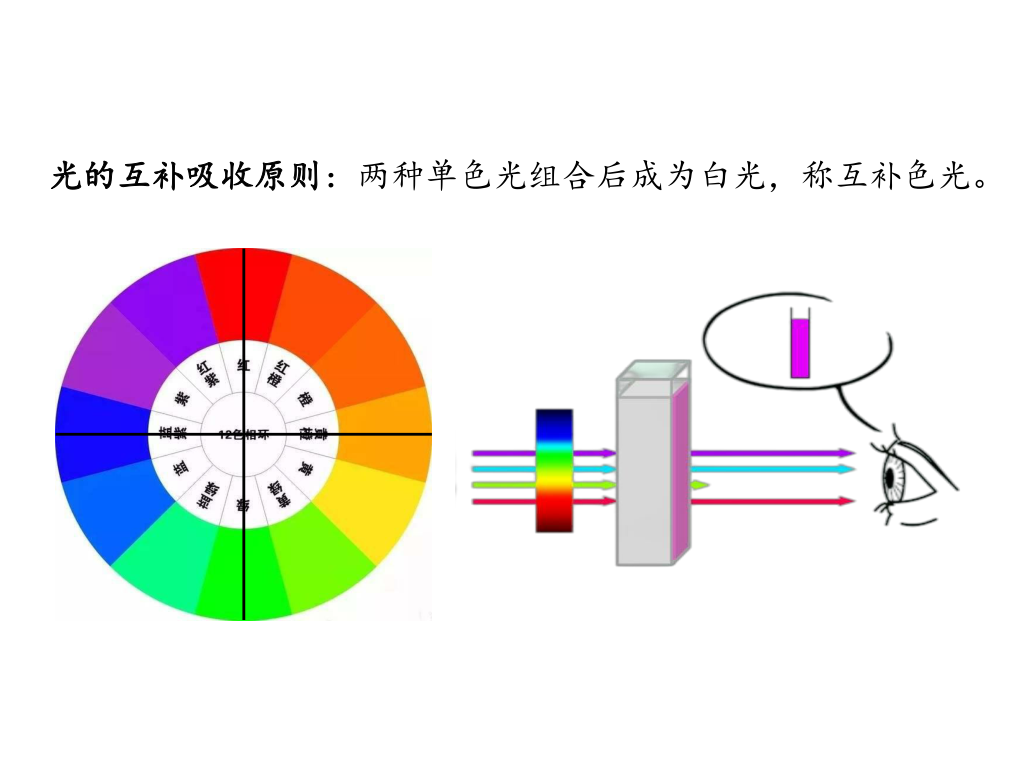 光的互补吸收原则：两种单色光组合后成为白光，称互补色光。
红
红橙
橙
黄橙
黄
黄绿
绿
蓝绿
蓝
蓝紫
紫
红紫
12色相环